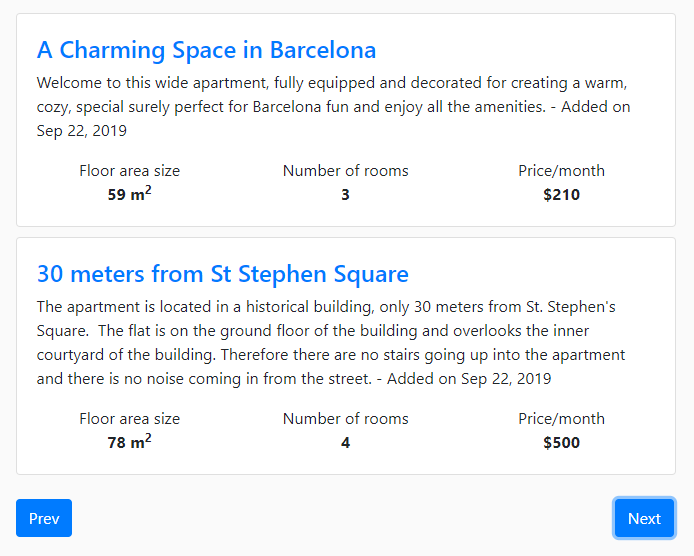 A Charming Space in Barcelona
Welcome to this wide apartment, fully equipped and decorated for creating a warm,
cozy, special surely perfect for Barcelona fun and enjoy all the amenities. - Added on
Sep 22, 2019
Floor area size Number of rooms Price/month
59 m² 3 $210
30 meters from St Stephen Square
The apartment is located in a historical building, only 30 meters from St. Stephen's
Square.  The flat is on the ground floor of the building and overlooks the inner
courtyard of the building. Therefore there are no stairs going up into the apartment
and there is no noise coming in from the street. - Added on Sep 22, 2019
Floor area size Number of rooms Price/month
78 m² 4 $500
Prev Next